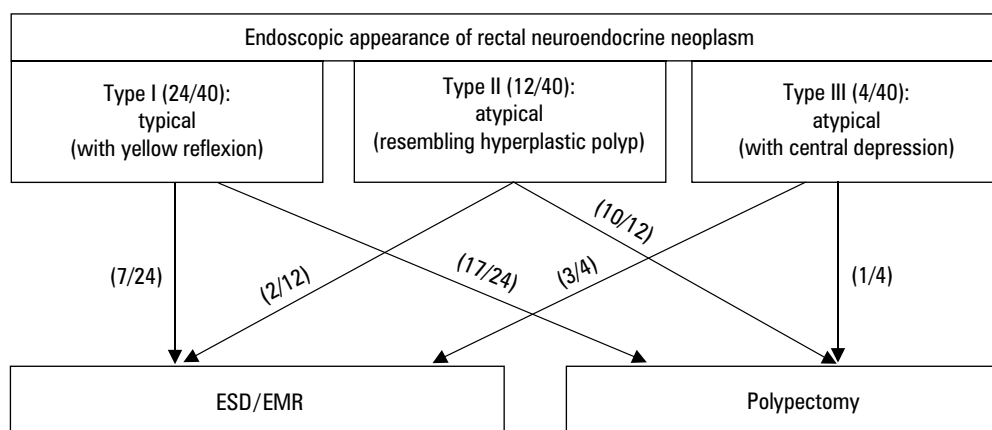 Endoscopic appearance of rectal neuroendocrine neoplasm
Type I (24/40):
typical
(with yellow reflexion)
Type II (12/40):
atypical
(resembling hyperplastic polyp)
Type III (4/40):
atypical
(with central depression)
(7/24)
(2/12)
(17/24)
(10/12)
(3/4)
(1/4)
ESD/EMR
Polypectomy